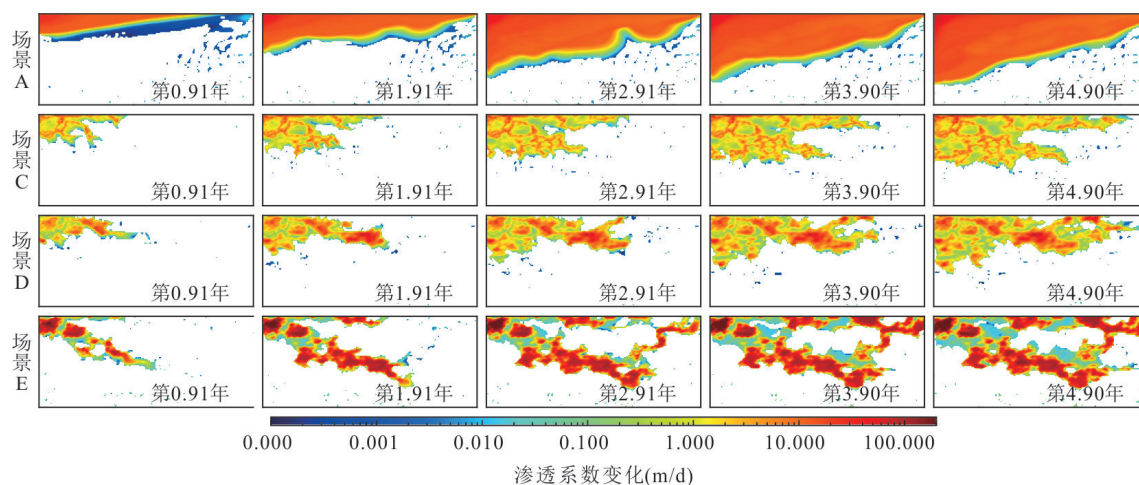 场景A
第0.91年 第1.91年 第2.91年 第3.90年 第4.90年
场景C
第0.91年 第1.91年 第2.91年 第3.90年 第4.90年
场景D
第0.91年 第1.91年 第2.91年 第3.90年 第4.90年
场景E
第0.91年 第1.91年 第2.91年 第3.90年 第4.90年
0.000 0.001 0.010 0.100 1.000 10.000 100.000
渗透系数变化(m/d)